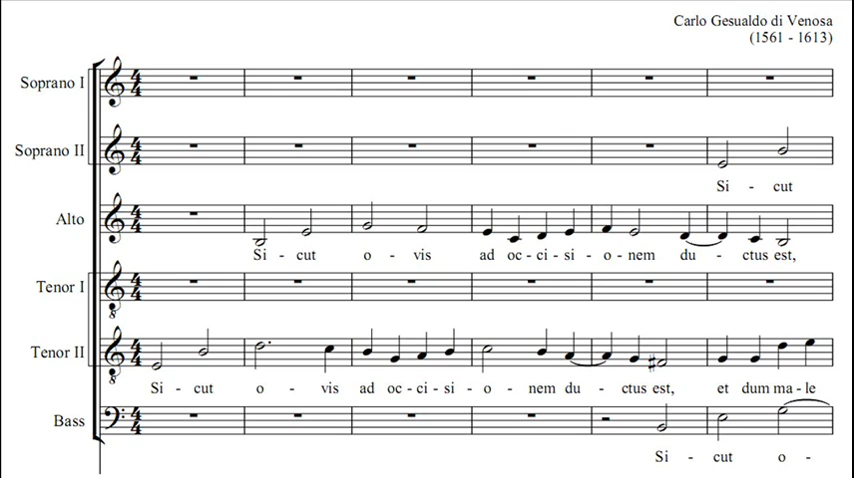 Carlo Gesualdo di Venosa
(1561 - 1613)
Soprano I
Soprano II
Si - cut
Alto
Si - cut o - vis ad oc - ci - si - o - nem du - ctus est,
Tenor I
8
Tenor II
8
Si - cut o - vis ad oc - ci - si - o - nem du - ctus est, et dum ma - le
Bass
Si - cut o -